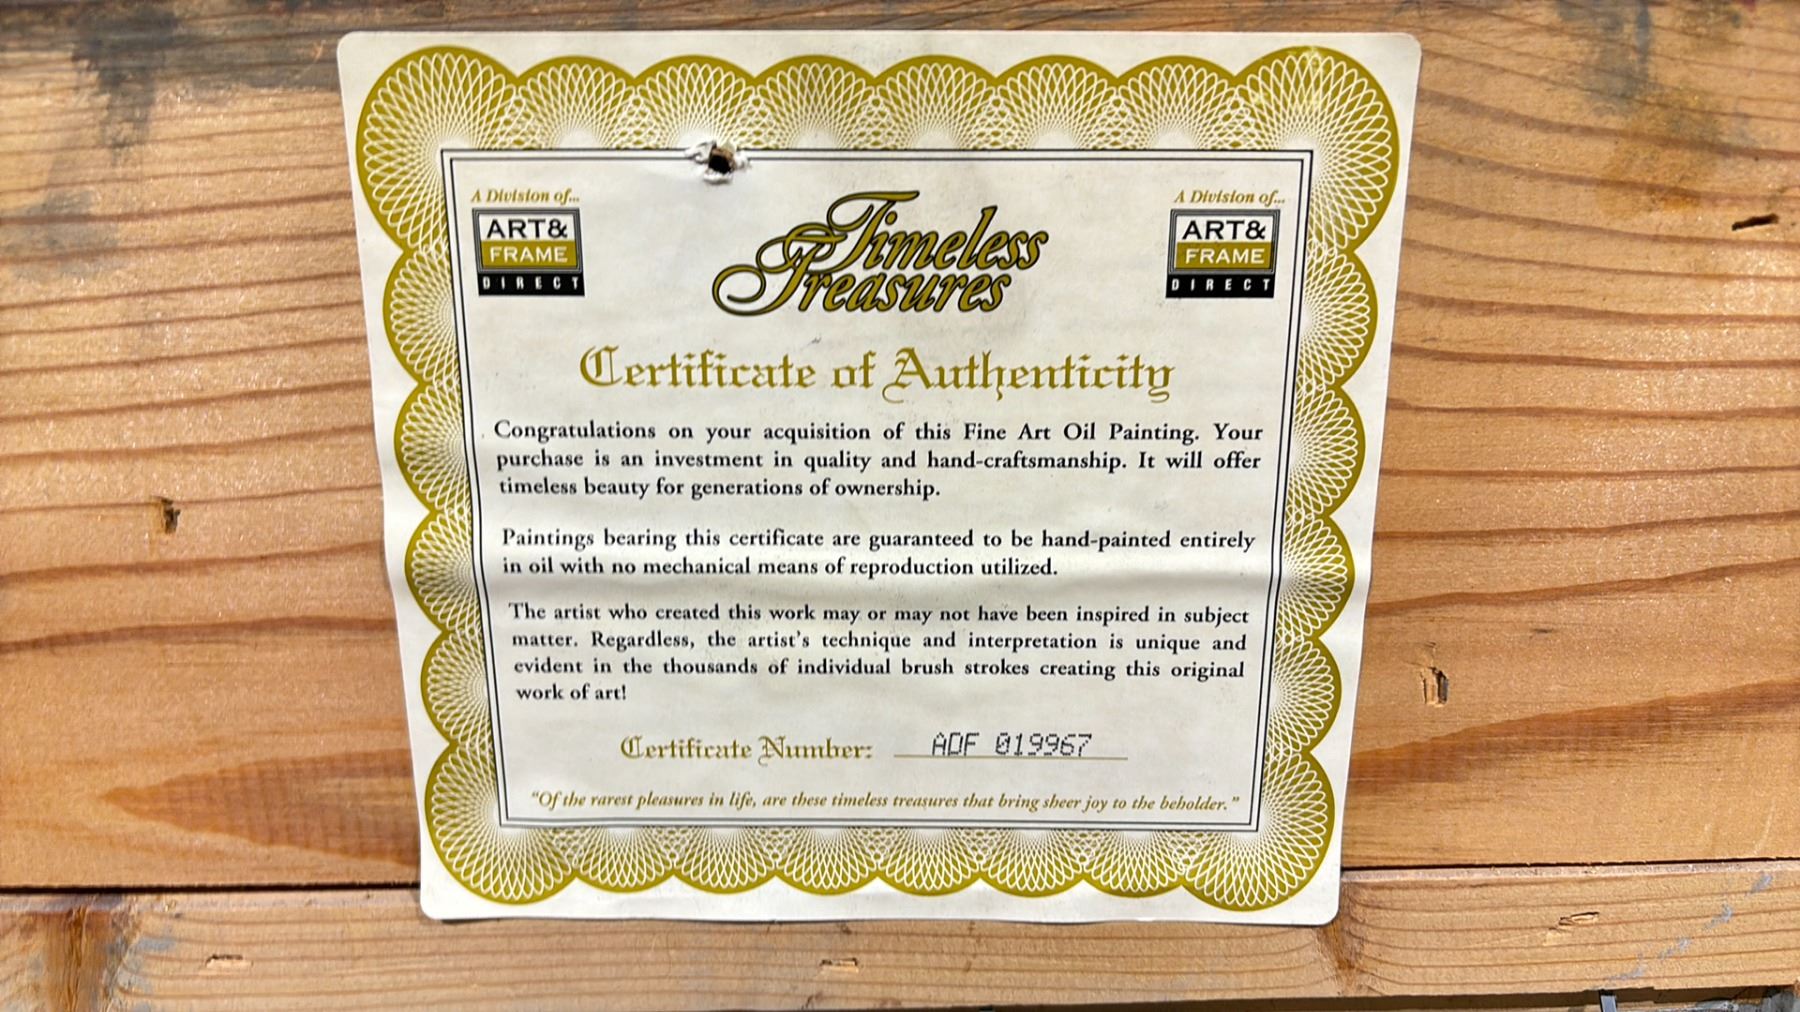 A Division of...
ART&
FRAME
DIRECT
Timeless
Treasures
A Division of...
ART&
FRAME
DIRECT
Certificate of Authenticity
Congratulations on your acquisition of this Fine Art Oil Painting. Your
purchase is an investment in quality and hand-craftsmanship. It will offer
timeless beauty for generations of ownership.
Paintings bearing this certificate are guaranteed to be hand-painted entirely
in oil with no mechanical means of reproduction utilized.
The artist who created this work may or may not have been inspired in subject
matter. Regardless, the artist's technique and interpretation is unique and
evident in the thousands of individual brush strokes creating this original
work of art!
Certificate Number: ADF 019967
"Of the rarest pleasures in life, are these timeless treasures that bring sheer joy to the beholder."